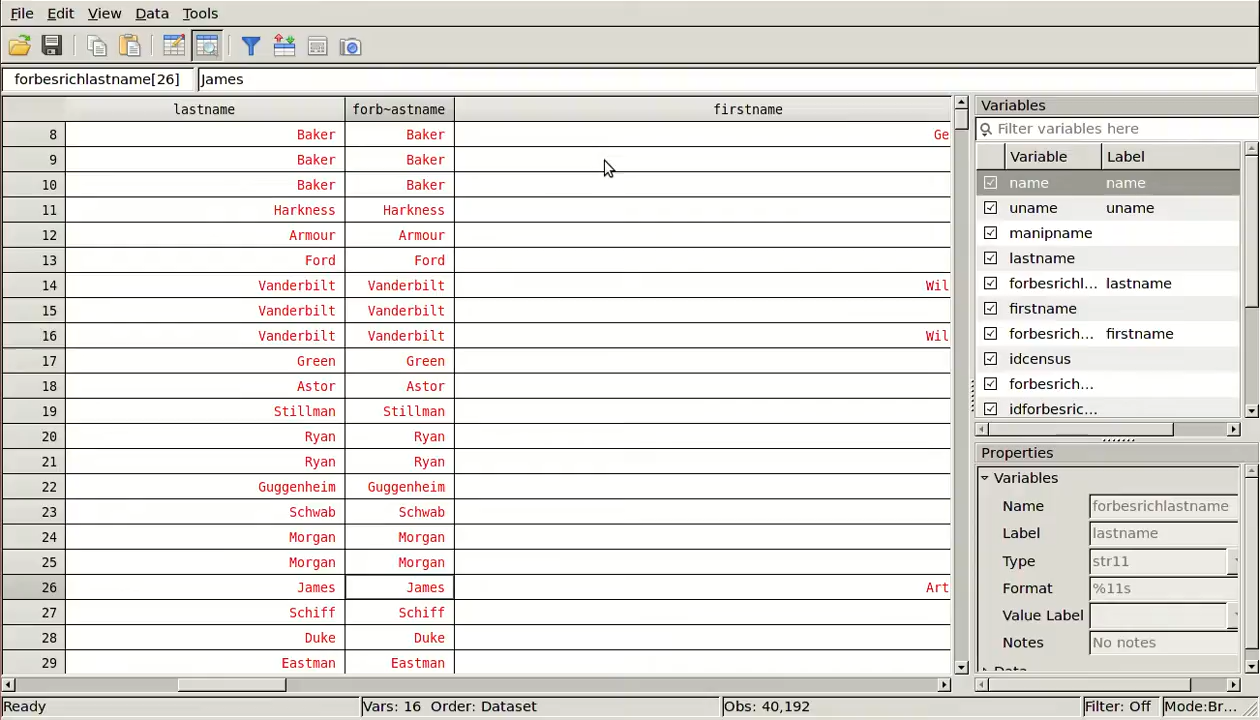 File Edit View Data Tools
forbesrichlastname[26] James
lastname forb~astname firstname
8 Baker Baker Ge
9 Baker Baker
10 Baker Baker
11 Harkness Harkness
12 Armour Armour
13 Ford Ford
14 Vanderbilt Vanderbilt Wil
15 Vanderbilt Vanderbilt
16 Vanderbilt Vanderbilt Wil
17 Green Green
18 Astor Astor
19 Stillman Stillman
20 Ryan Ryan
21 Ryan Ryan
22 Guggenheim Guggenheim
23 Schwab Schwab
24 Morgan Morgan
25 Morgan Morgan
26 James James Art
27 Schiff Schiff
28 Duke Duke
29 Eastman Eastman
Variables
Filter variables here
Variable Label
name name
uname uname
manipname
lastname
forbesrichl... lastname
firstname
forbesrich... firstname
idcensus
forbesrich...
idforbesric...
Properties
Variables
Name forbesrichlastname
Label lastname
Type str11
Format %11s
Value Label
Notes No notes
Data
Ready Vars: 16 Order: Dataset Obs: 40,192 Filter: Off Mode:Br...